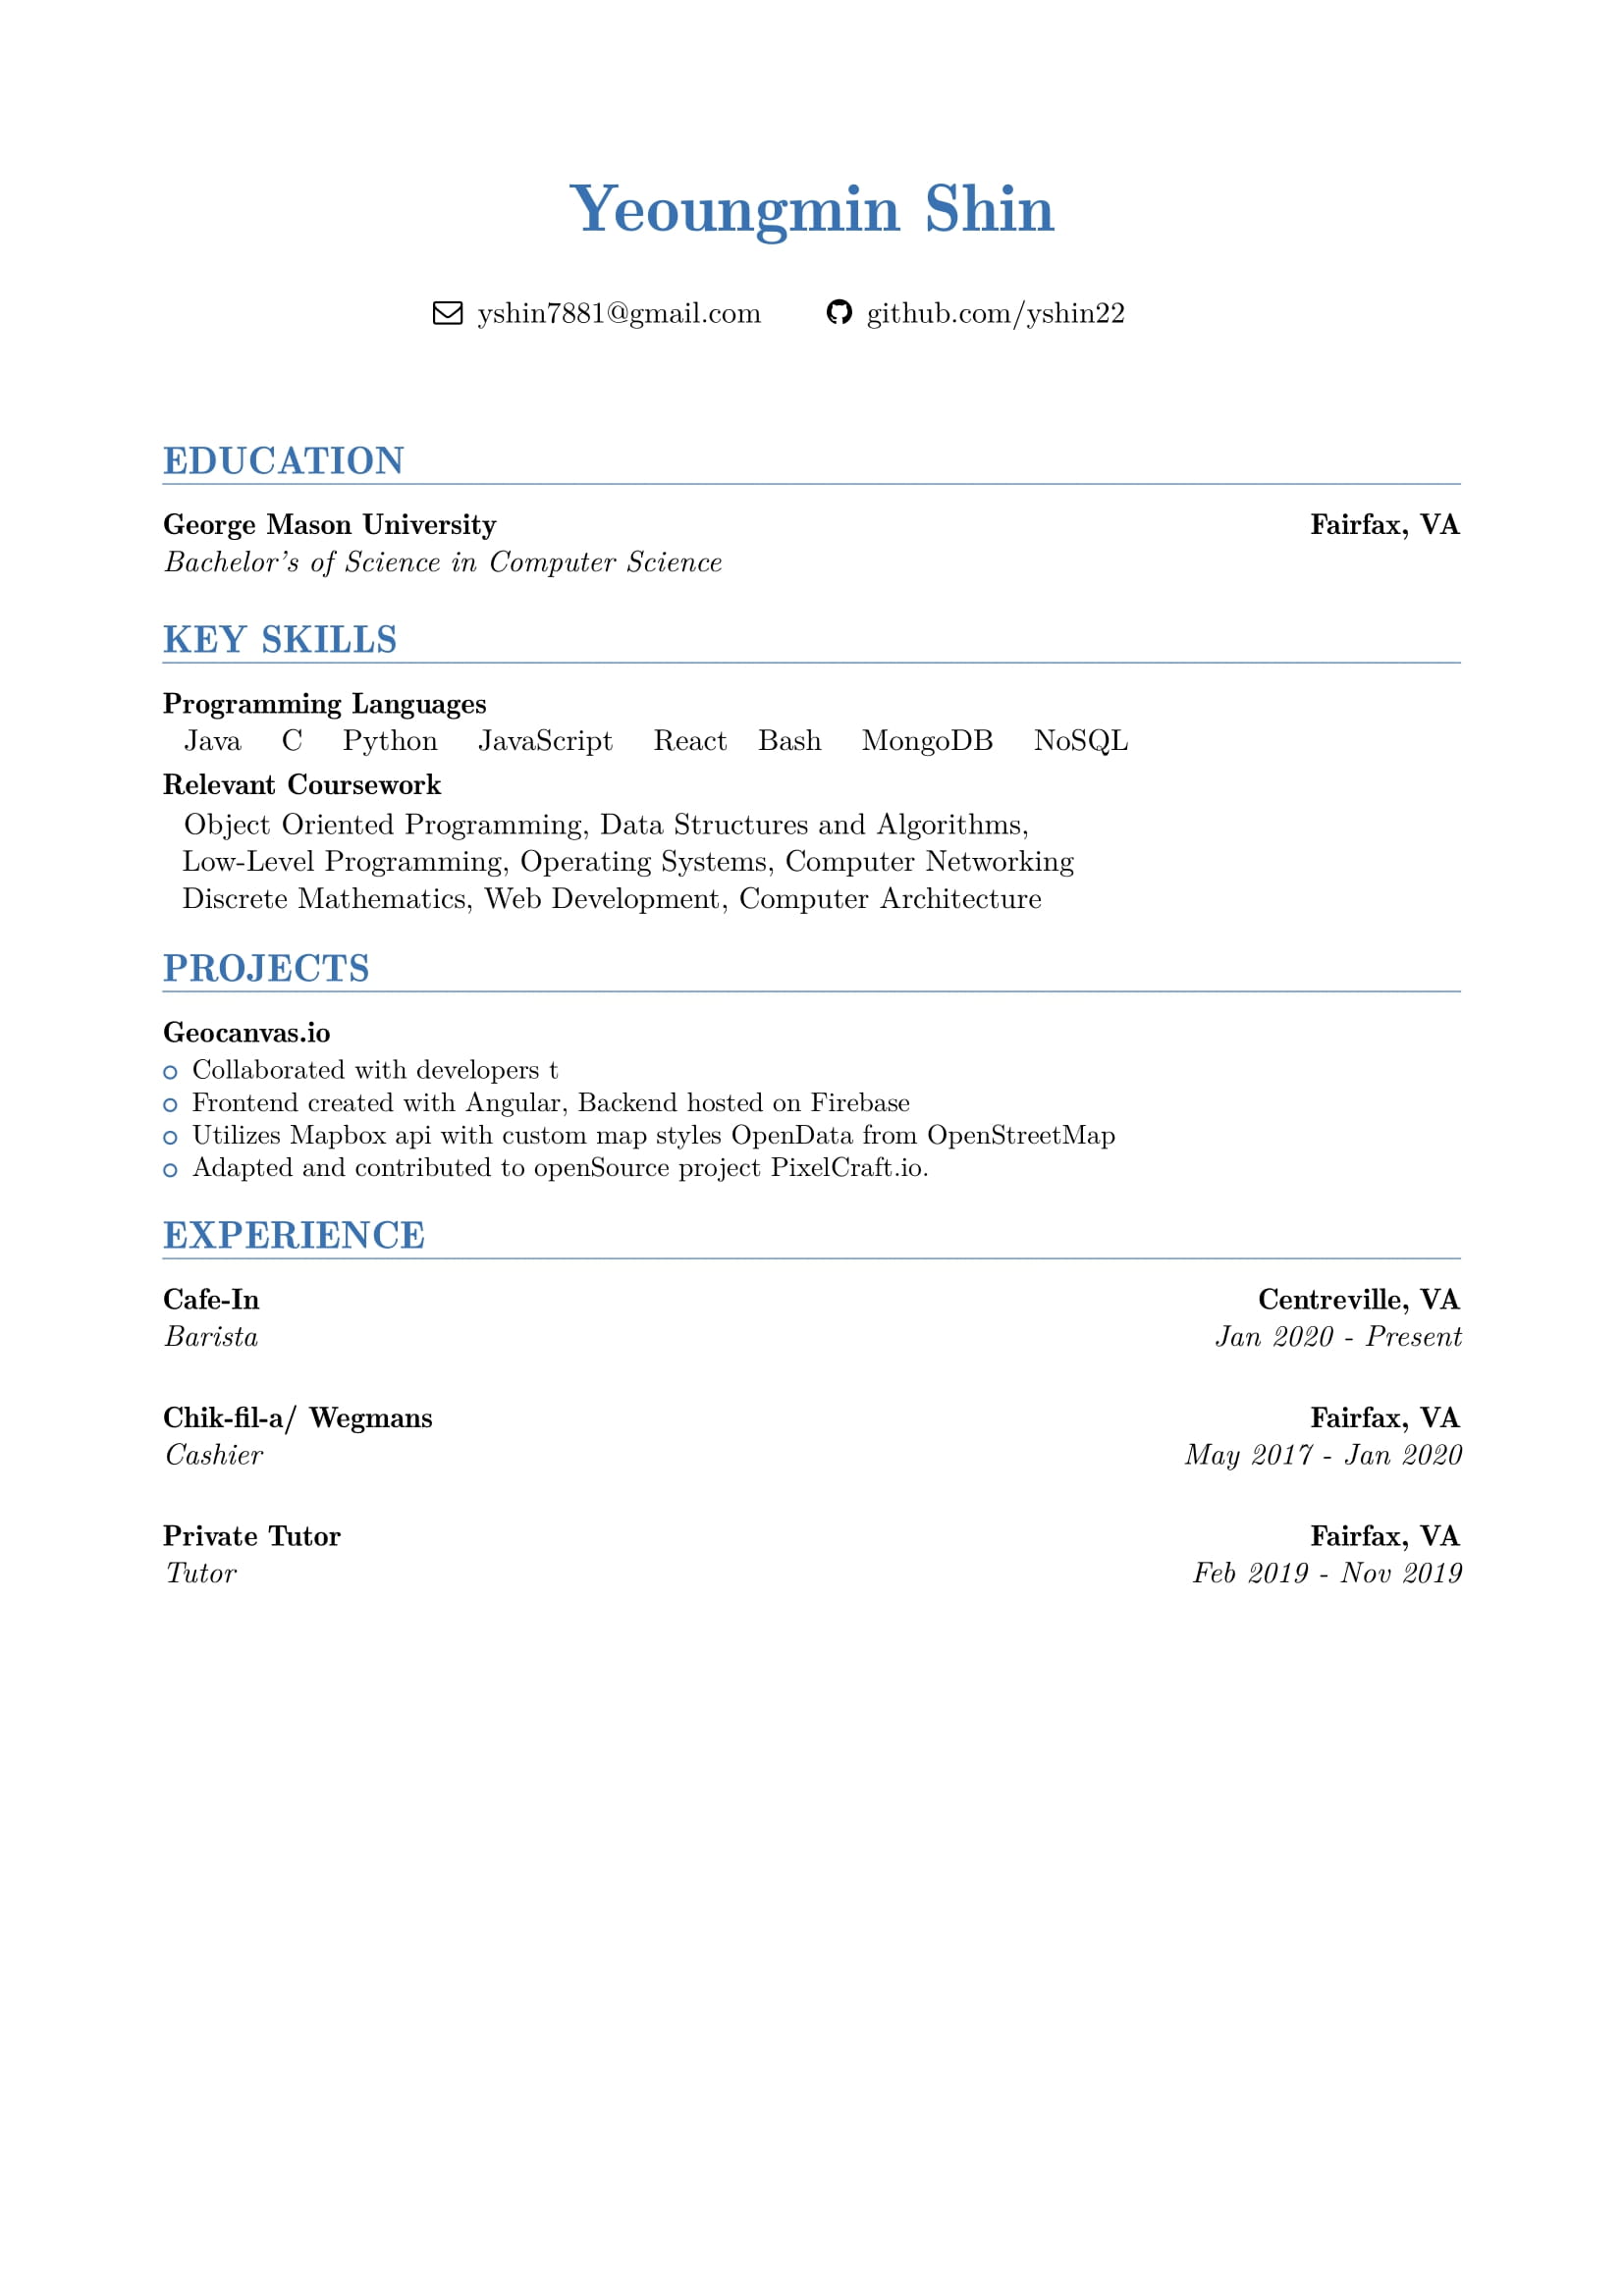 Yeoungmin Shin
yshin7881@gmail.com github.com/yshin22
EDUCATION
George Mason University Fairfax, VA
Bachelor's of Science in Computer Science
KEY SKILLS
Programming Languages
Java C Python JavaScript React Bash MongoDB NoSQL
Relevant Coursework
Object Oriented Programming, Data Structures and Algorithms,
Low-Level Programming, Operating Systems, Computer Networking
Discrete Mathematics, Web Development, Computer Architecture
PROJECTS
Geocanvas.io
Collaborated with developers t
Frontend created with Angular, Backend hosted on Firebase
Utilizes Mapbox api with custom map styles OpenData from OpenStreetMap
Adapted and contributed to openSource project PixelCraft.io.
EXPERIENCE
Cafe-In Centreville, VA
Barista Jan 2020 - Present
Chik-fil-a/ Wegmans Fairfax, VA
Cashier May 2017 - Jan 2020
Private Tutor Fairfax, VA
Tutor Feb 2019 - Nov 2019